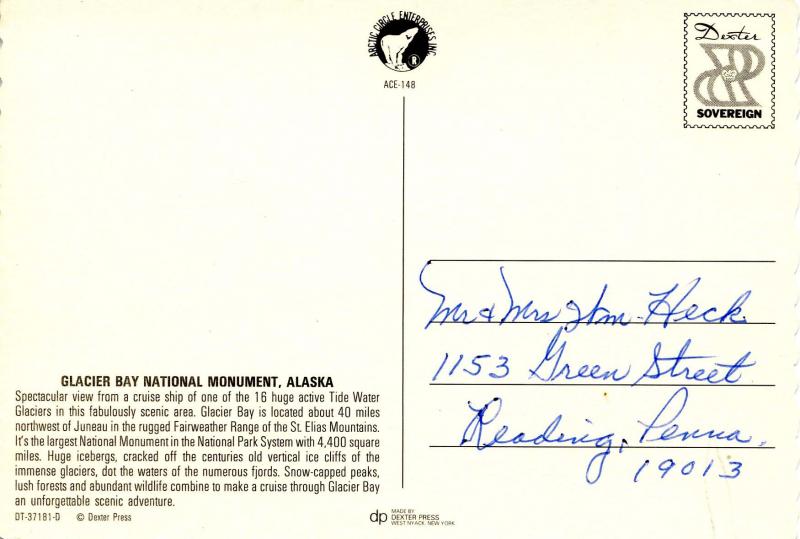 ARCTIC CIRCLE ENTERPRISES INC.
®
ACE-148
Dexter
SOVEREIGN
Mr & Mrs Wm. Heck
1153 Green Street
Reading, Penna.
19013
GLACIER BAY NATIONAL MONUMENT, ALASKA
Spectacular view from a cruise ship of one of the 16 huge active Tide Water
Glaciers in this fabulously scenic area. Glacier Bay is located about 40 miles
northwest of Juneau in the rugged Fairweather Range of the St. Elias Mountains.
It's the largest National Monument in the National Park System with 4,400 square
miles. Huge icebergs, cracked off the centuries old vertical ice cliffs of the
immense glaciers, dot the waters of the numerous fjords. Snow-capped peaks,
lush forests and abundant wildlife combine to make a cruise through Glacier Bay
an unforgettable scenic adventure.
DT-37181-D © Dexter Press
dp MADE BY
DEXTER PRESS
WEST NYACK, NEW YORK